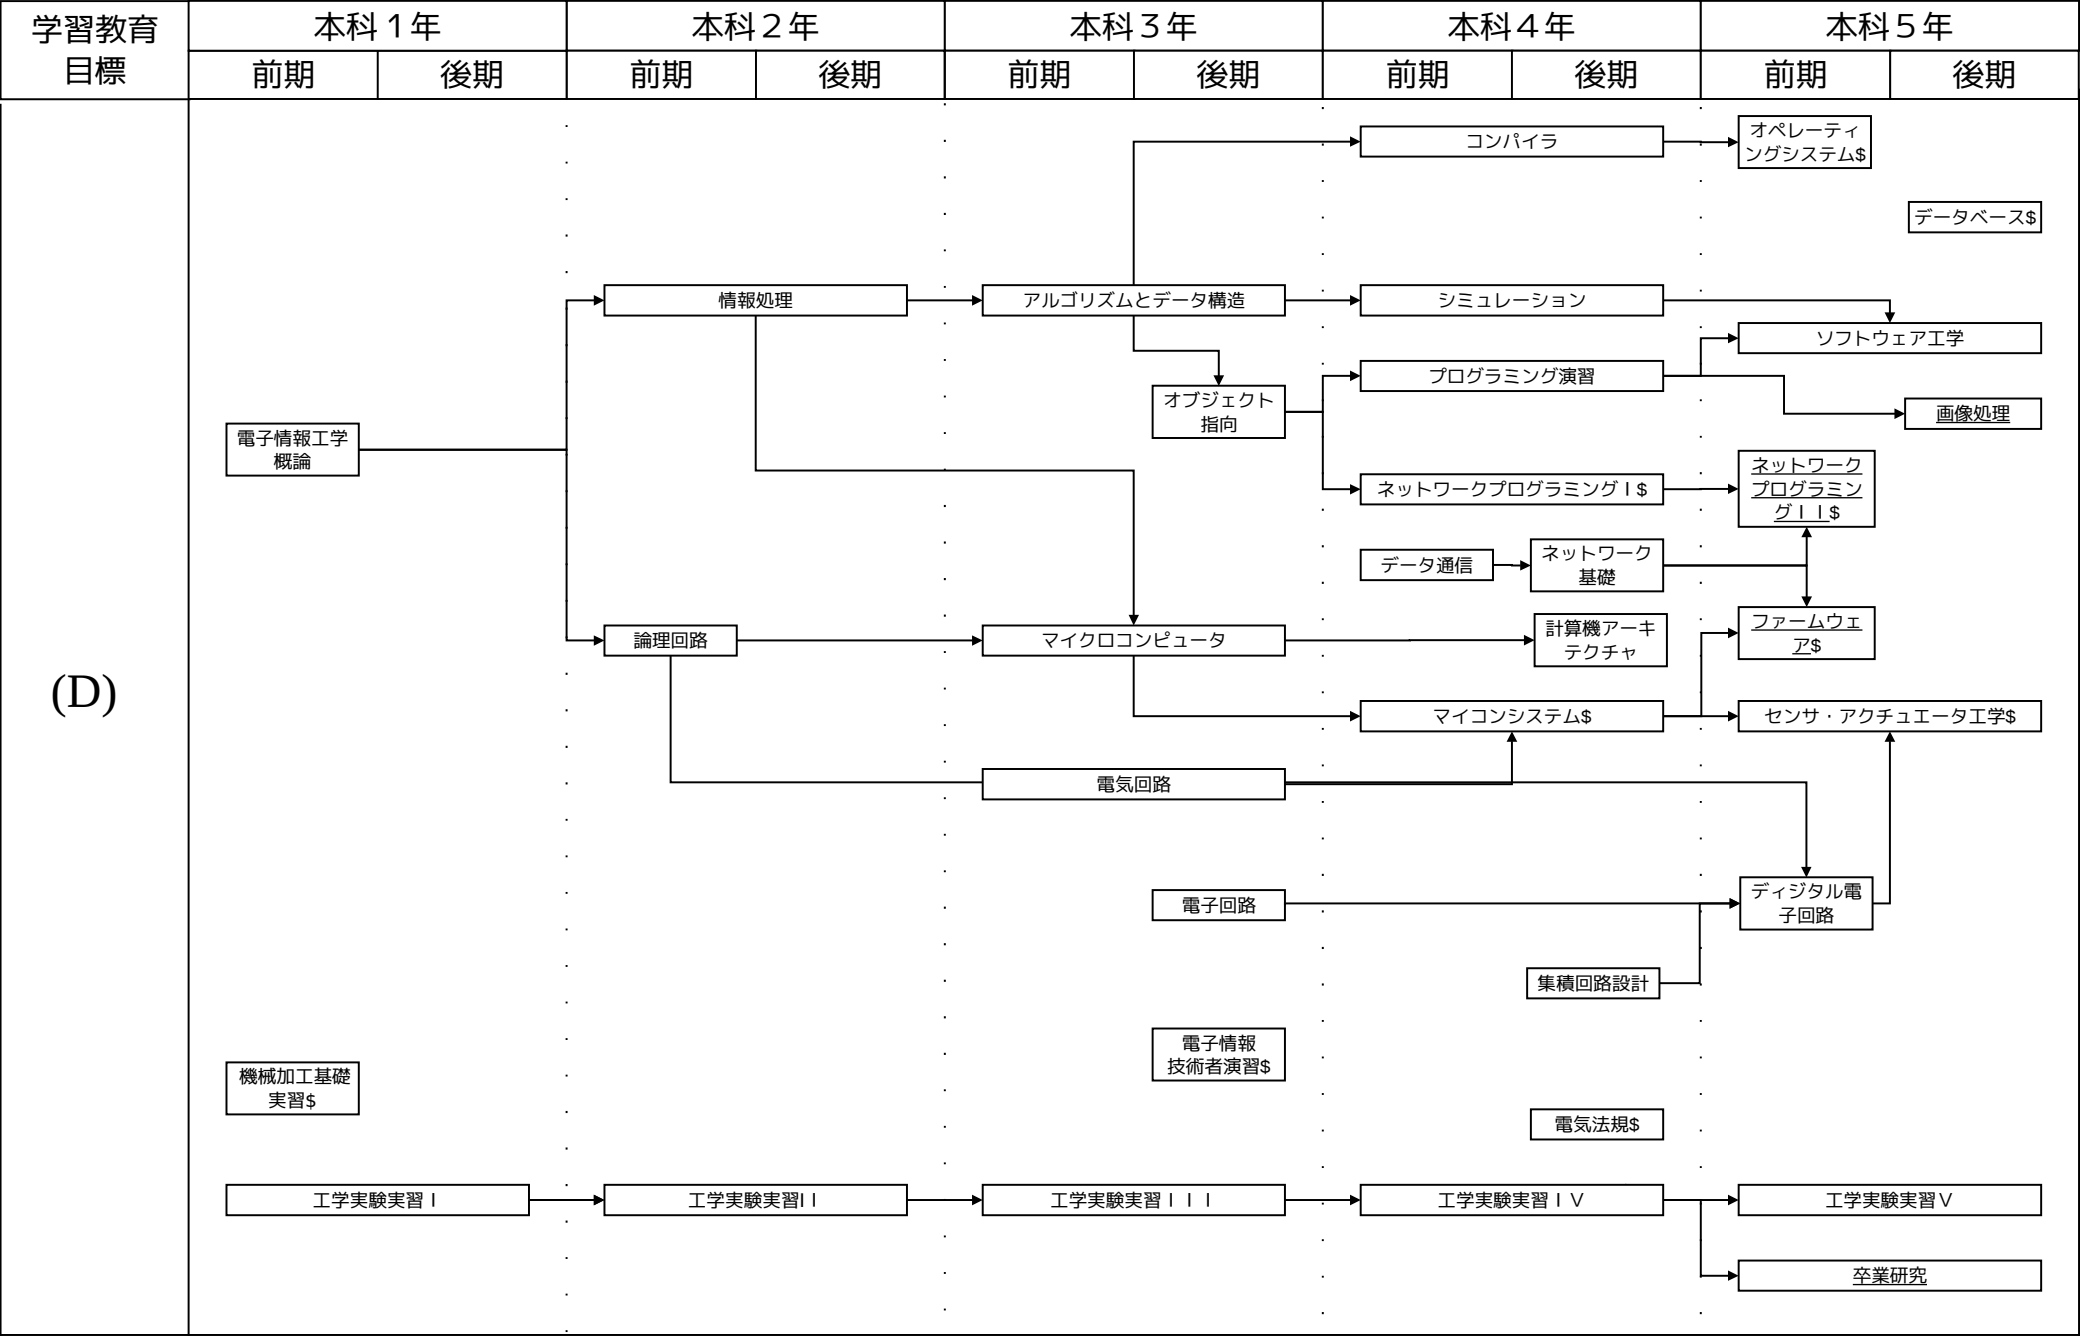 学習教育
目標
本科１年
本科２年
本科３年
本科４年
本科５年
前期
後期
前期
後期
前期
後期
前期
後期
前期
後期
(D)
コンパイラ
オペレーティ
ングシステム$
データベース$
情報処理
アルゴリズムとデータ構造
シミュレーション
ソフトウェア工学
プログラミング演習
オブジェクト
指向
画像処理
電子情報工学
概論
ネットワークプログラミングⅠ$
ネットワーク
プログラミン
グＩＩ$
データ通信
ネットワーク
基礎
論理回路
マイクロコンピュータ
計算機アーキ
テクチャ
ファームウェ
ア$
マイコンシステム$
センサ・アクチュエータ工学$
電気回路
電子回路
ディジタル電
子回路
集積回路設計
電子情報
技術者演習$
機械加工基礎
実習$
電気法規$
工学実験実習Ｉ
工学実験実習II
工学実験実習ＩＩＩ
工学実験実習ＩＶ
工学実験実習Ｖ
卒業研究